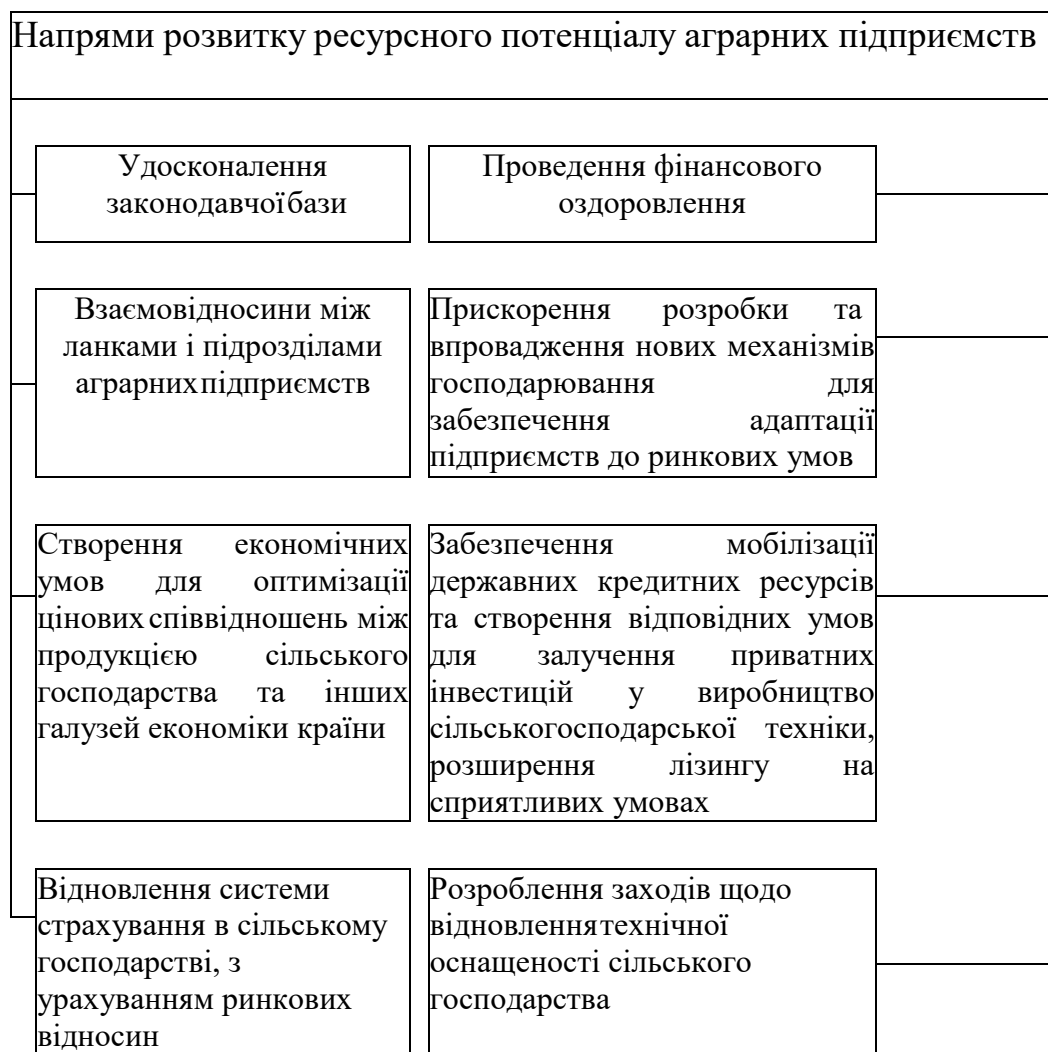 Напрями розвитку ресурсного потенціалу аграрних підприємств
Удосконалення
законодавчої бази
Проведення фінансового
оздоровлення
Взаємовідносини між
ланками і підрозділами
аграрних підприємств
Прискорення розробки та
впровадження нових механізмів
господарювання для
забезпечення адаптації
підприємств до ринкових умов
Створення економічних
умов для оптимізації
цінових співвідношень між
продукцією сільського
господарства та інших
галузей економіки країни
Забезпечення мобілізації
державних кредитних ресурсів
та створення відповідних умов
для залучення приватних
інвестицій у виробництво
сільськогосподарської техніки,
розширення лізингу на
сприятливих умовах
Відновлення системи
страхування в сільському
господарстві, з
урахуванням ринкових
відносин
Розроблення заходів щодо
відновлення технічної
оснащеності сільського
господарства